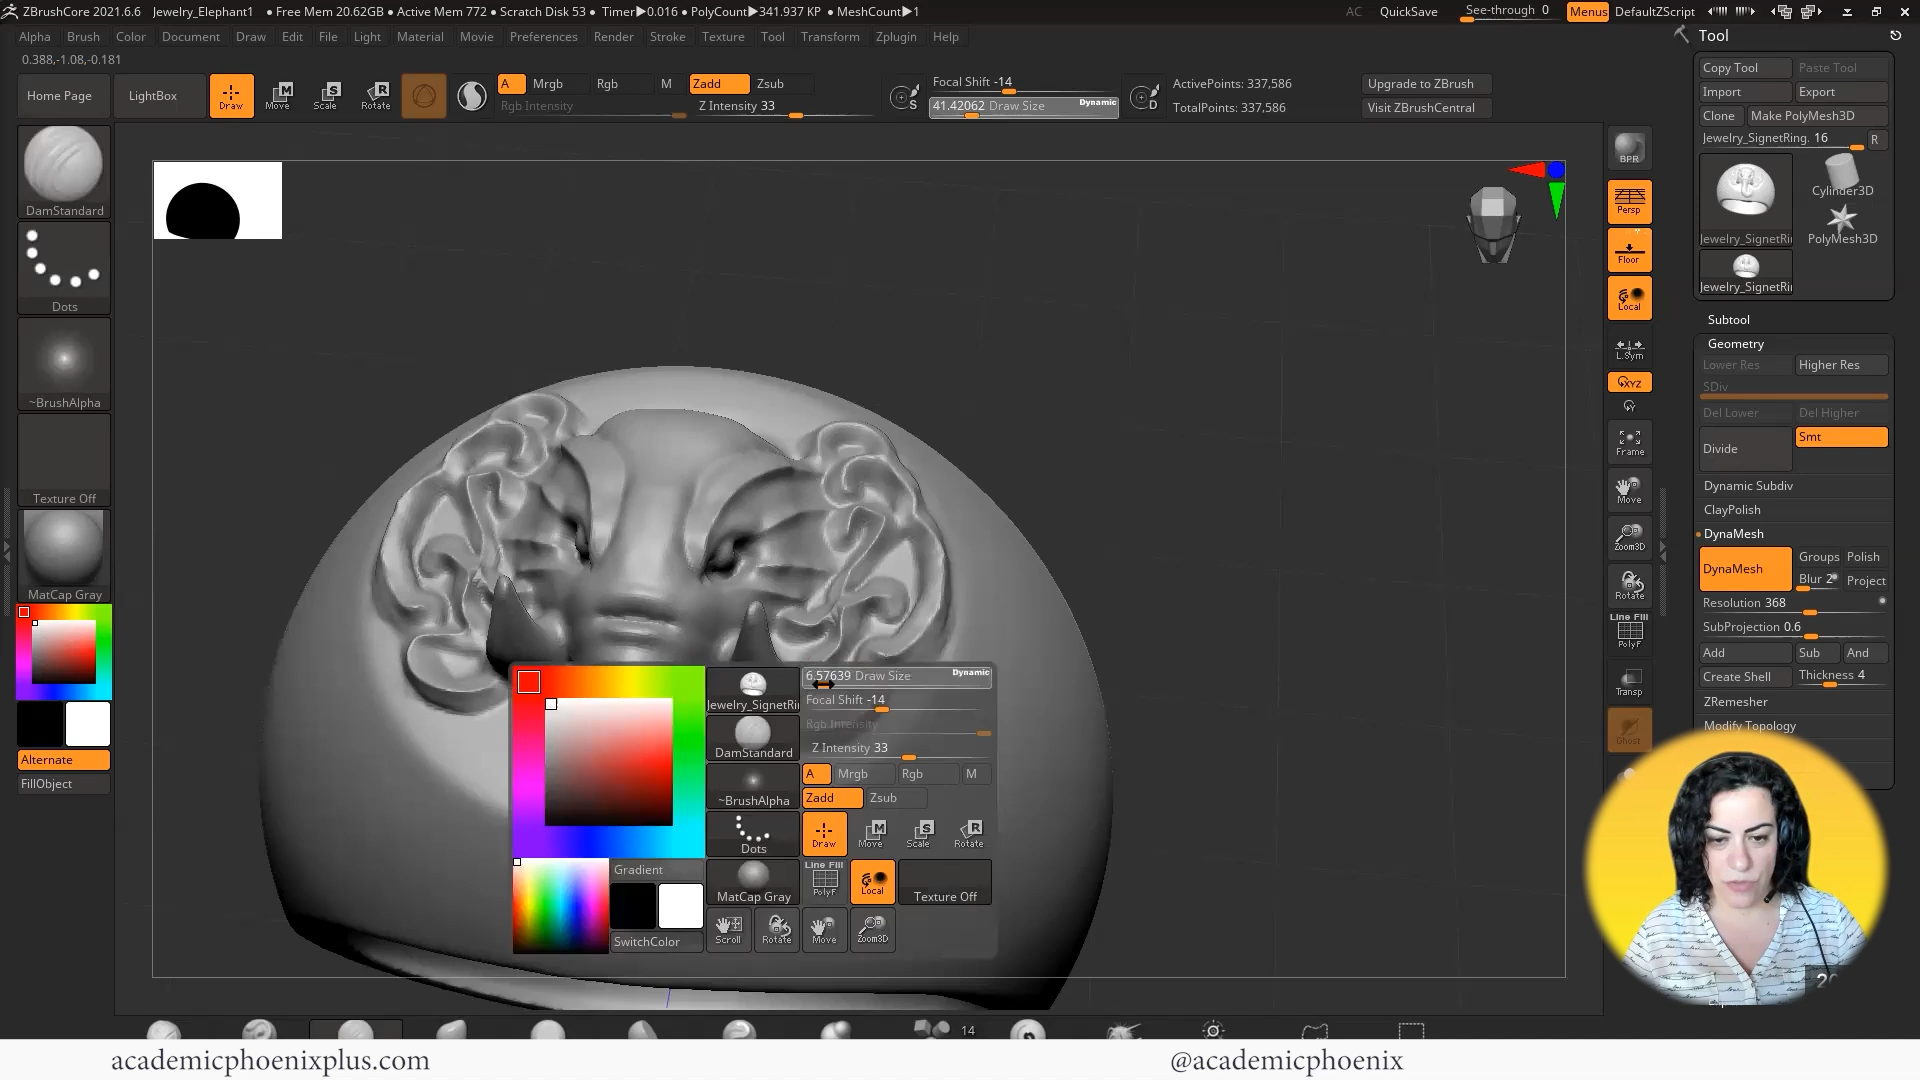 ZBrushCore 2021.6.6 Jewelry_Elephant1 • Free Mem 20.62GB • Active Mem 772 • Scratch Disk 53 • Timer▶0.016 • PolyCount▶341.937 KP • MeshCount▶1 AC QuickSave See-through 0 Menus DefaultZScript
Alpha Brush Color Document Draw Edit File Light Material Movie Preferences Render Stroke Texture Tool Transform Zplugin Help
0.388,-1.08,-0.181
Home Page LightBox Draw Move Scale Rotate
A Mrgb Rgb M Zadd Zsub
Rgb Intensity Z Intensity 33
Focal Shift -14
41.42062 Draw Size Dynamic
ActivePoints: 337,586
TotalPoints: 337,586
Upgrade to ZBrush
Visit ZBrushCentral
DamStandard
Dots
~BrushAlpha
Texture Off
MatCap Gray
Alternate
FillObject
6.57639 Draw Size Dynamic
Focal Shift -14
Rgb Intensity
Z Intensity 33
A Mrgb Rgb M
Zadd Zsub
Draw Move Scale Rotate
Line Fill
PolyF
Local
Texture Off
Jewelry_SignetRi
DamStandard
~BrushAlpha
Dots
MatCap Gray
Gradient
SwitchColor
Scroll Rotate Move Zoom3D
14
BPR
Persp
Floor
Local
L.Sym
XYZ
Frame
Move
Zoom3D
Rotate
Line Fill
PolyF
Transp
Ghost
Tool
Copy Tool Paste Tool
Import Export
Clone Make PolyMesh3D
Jewelry_SignetRing. 16 R
Jewelry_SignetRi
Cylinder3D
PolyMesh3D
Jewelry_SignetRi
Subtool
Geometry
Lower Res Higher Res
SDiv
Del Lower Del Higher
Divide Smt
Dynamic Subdiv
ClayPolish
DynaMesh
DynaMesh Groups Polish
Blur 2 Project
Resolution 368
SubProjection 0.6
Add Sub And
Create Shell Thickness 4
ZRemesher
Modify Topology
academicphoenixplus.com
@academicphoenix